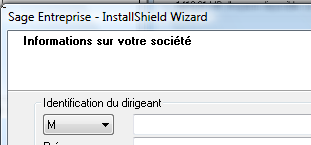 Sage Entreprise - InstallShield Wizard
Informations sur votre société
Identification du dirigeant
M